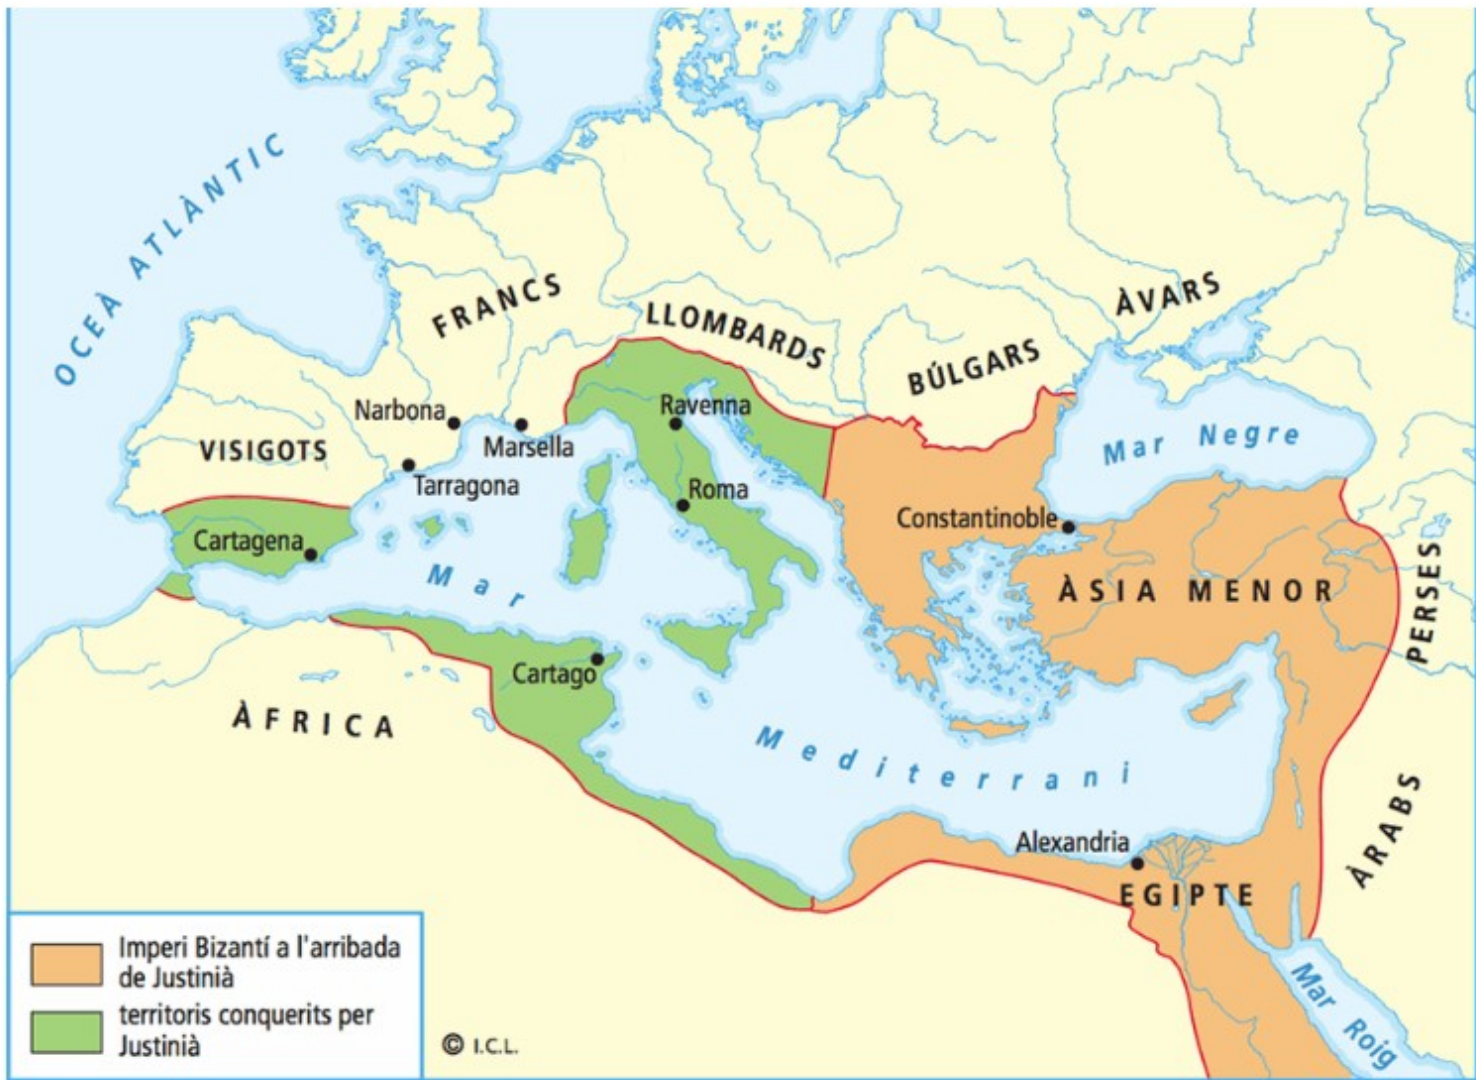 OCEÀ ATLÀNTIC
FRANCS
LLOMBARDS
ÀVARS
BÚLGARS
Narbona
Marsella
Ravenna
Mar Negre
VISIGOTS
Tarragona
Roma
Constantinoble
Cartagena
Mar
Mediterrani
ÀSIA MENOR
PERSES
Cartago
ÀFRICA
ÀRABS
Alexandria
EGIPTE
Mar Roig
Imperi Bizantí a l'arribada
de Justinià
territoris conquerits per
Justinià
© I.C.L.